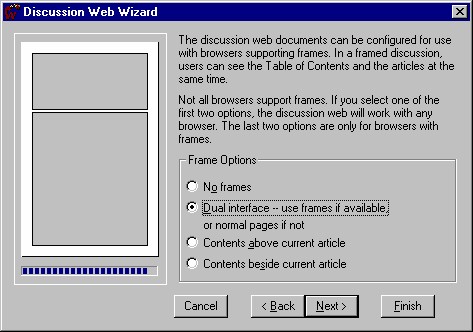 Discussion Web Wizard
The discussion web documents can be configured for use
with browsers supporting frames. In a framed discussion,
users can see the Table of Contents and the articles at
the same time.
Not all browsers support frames. If you select one of the
first two options, the discussion web will work with any
browser. The last two options are only for browsers with
frames.
Frame Options
No frames
Dual interface -- use frames if available,
or normal pages if not
Contents above current article
Contents beside current article
Cancel
< Back
Next >
Finish